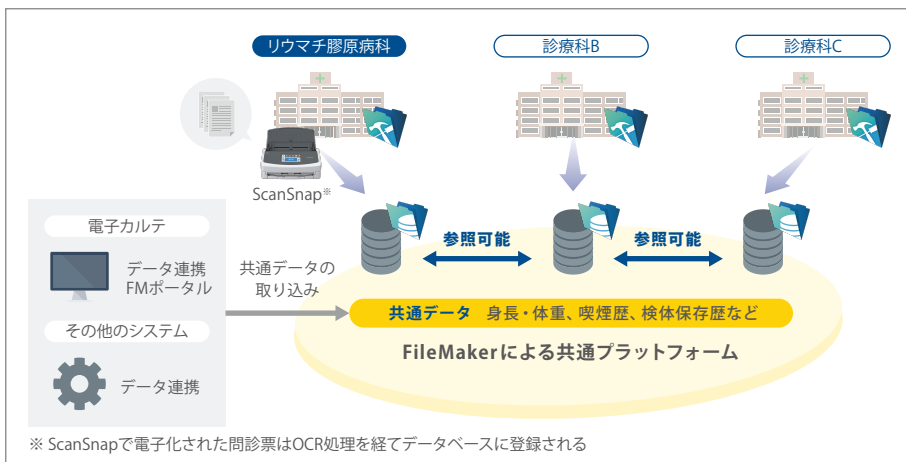 リウマチ膠原病科
診療科B
診療科C
ScanSnap※
電子カルテ
データ連携
FMポータル
その他のシステム
データ連携
共通データの
取り込み
参照可能
参照可能
共通データ 身長・体重、喫煙歴、検体保存歴など
FileMakerによる共通プラットフォーム
※ ScanSnapで電子化された問診票はOCR処理を経てデータベースに登録される